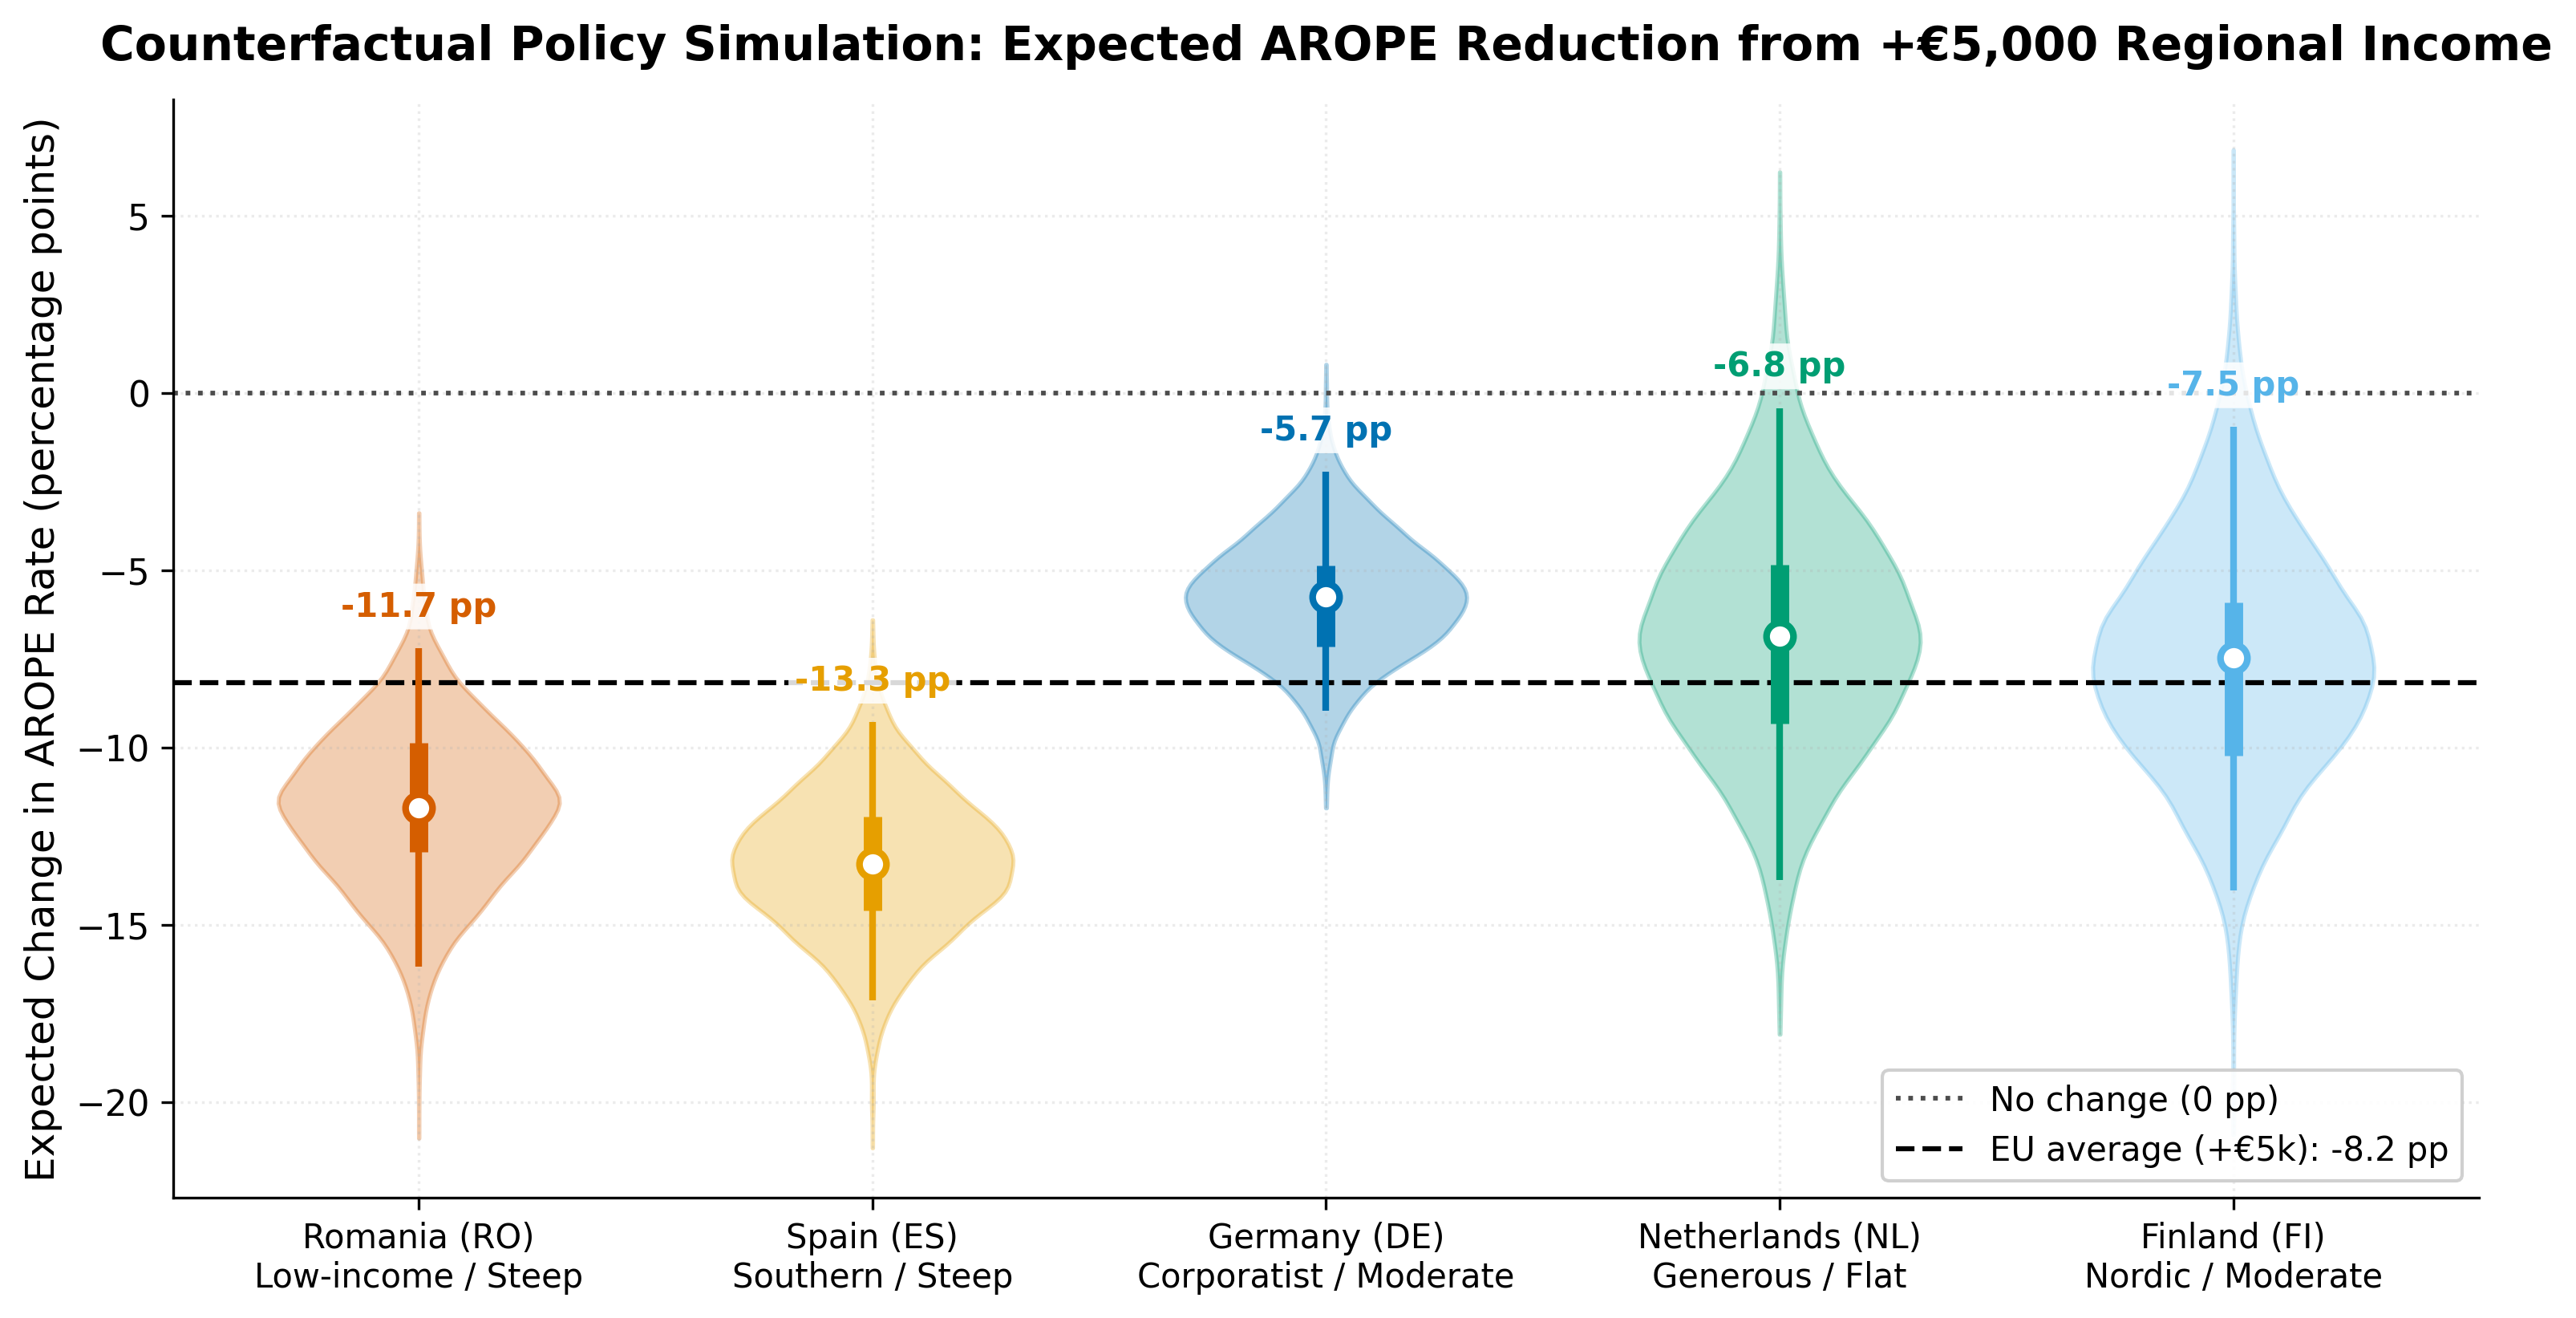 Counterfactual Policy Simulation: Expected AROPE Reduction from +€5,000 Regional Income
Expected Change in AROPE Rate (percentage points)
5
0
−5
−10
−15
−20
-11.7 pp
-13.3 pp
-5.7 pp
-6.8 pp
-7.5 pp
No change (0 pp)
EU average (+€5k): -8.2 pp
Romania (RO)
Low-income / Steep
Spain (ES)
Southern / Steep
Germany (DE)
Corporatist / Moderate
Netherlands (NL)
Generous / Flat
Finland (FI)
Nordic / Moderate